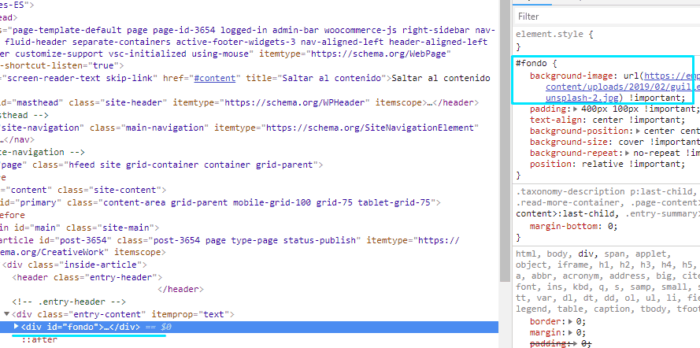 es-ES">
head>
class="page-template-default page page-id-3654 logged-in admin-bar woocommerce-js right-sidebar nav-
fluid-header separate-containers active-footer-widgets-3 nav-aligned-left header-aligned-left
er customize-support vsc-initialized using-mouse" itemtype="https://schema.org/WebPage"
-shortcut-listen="true">
="screen-reader-text skip-link" href="#content" title="Saltar al contenido">Saltar al contenido
id="masthead" class="site-header" itemtype="https://schema.org/WPHeader" itemscope>…</header>
sthead -->
site-navigation" class="main-navigation" itemtype="https://schema.org/SiteNavigationElement"
…</nav>
e-navigation -->
"page" class="hfeed site grid-container container grid-parent">
re
="content" class="site-content">
id="primary" class="content-area grid-parent mobile-grid-100 grid-75 tablet-grid-75">
efore
in id="main" class="site-main">
article id="post-3654" class="post-3654 page type-page status-publish" itemtype="https://
schema.org/CreativeWork" itemscope>
<div class="inside-article">
<header class="entry-header">
</header>
<!-- .entry-header -->
<div class="entry-content" itemprop="text">
<div id="fondo">…</div> == $0
::after
Filter
element.style {
}
#fondo {
background-image: url(https://emp
content/uploads/2019/02/guille
unsplash-2.jpg) !important;
padding: 400px 100px !important;
text-align: center !important;
background-position: center cent
background-size: cover !important
background-repeat: no-repeat !im
position: relative !important;
}
.taxonomy-description p:last-child,
.read-more-container, .page-content
content>:last-child, .entry-summary>
margin-bottom: 0;
}
html, body, div, span, applet,
object, iframe, h1, h2, h3, h4, h5,
a, abbr, acronym, address, big, cite
font, ins, kbd, q, s, samp, small, s
tt, var, dl, dt, dd, ol, ul, li, fie
legend, table, caption, tbody, tfoot
border: 0;
margin: 0;
padding: 0;